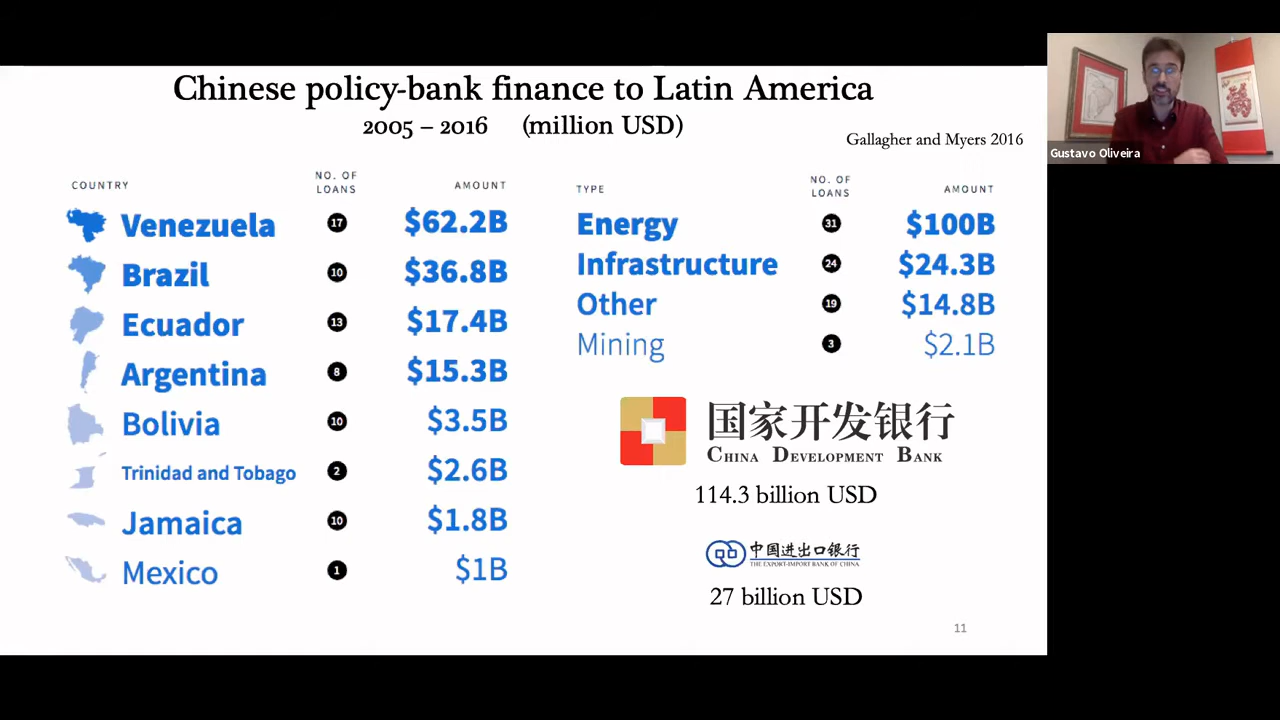 Chinese policy-bank finance to Latin America
2005 – 2016 (million USD)
Gallagher and Myers 2016
COUNTRY NO. OF LOANS AMOUNT
Venezuela 17 $62.2B
Brazil 10 $36.8B
Ecuador 13 $17.4B
Argentina 8 $15.3B
Bolivia 10 $3.5B
Trinidad and Tobago 2 $2.6B
Jamaica 10 $1.8B
Mexico 1 $1B
TYPE NO. OF LOANS AMOUNT
Energy 31 $100B
Infrastructure 24 $24.3B
Other 19 $14.8B
Mining 3 $2.1B
国家开发银行
CHINA DEVELOPMENT BANK
114.3 billion USD
中国进出口银行
THE EXPORT-IMPORT BANK OF CHINA
27 billion USD
11
Gustavo Oliveira
囍